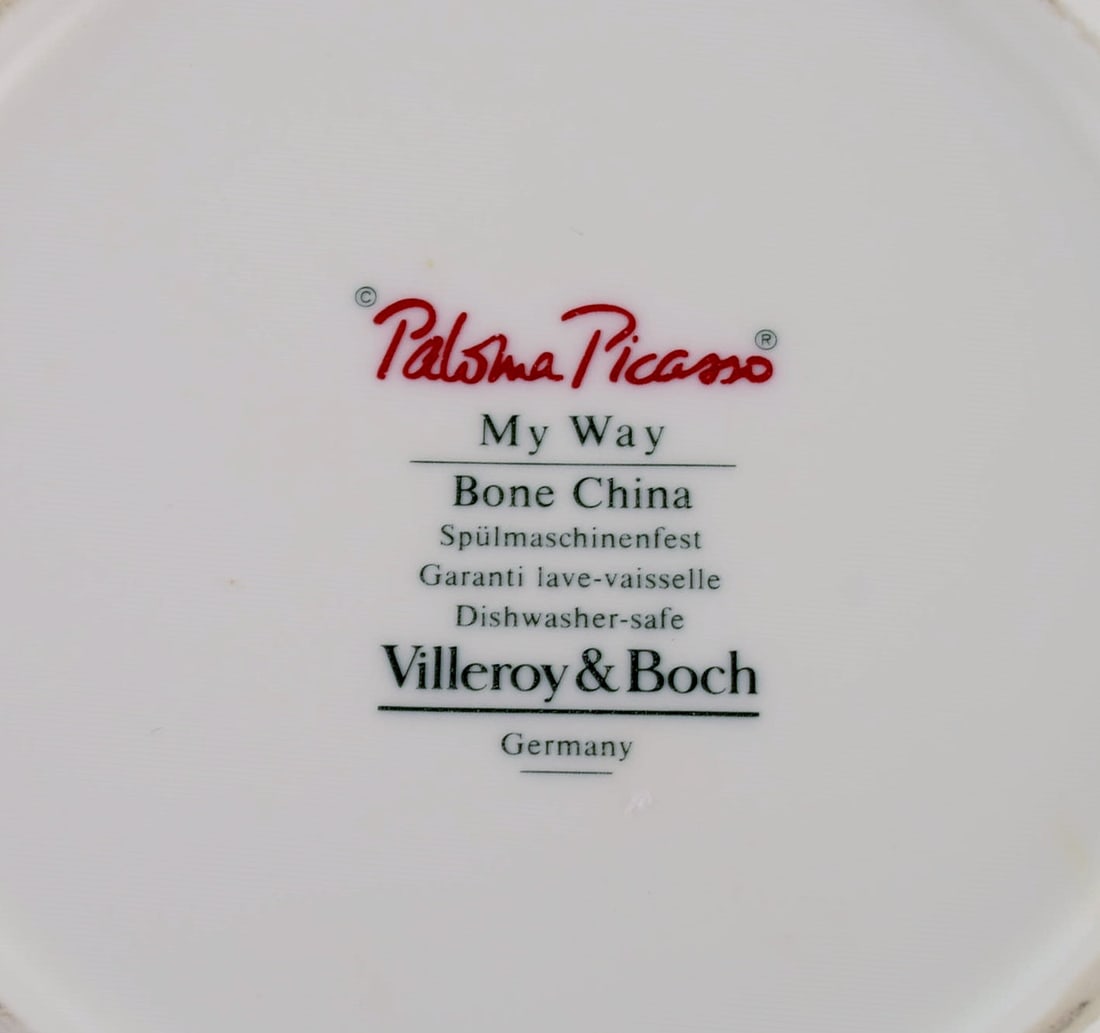 © Paloma Picasso ®
My Way
Bone China
Spülmaschinenfest
Garanti lave-vaisselle
Dishwasher-safe
Villeroy & Boch
Germany